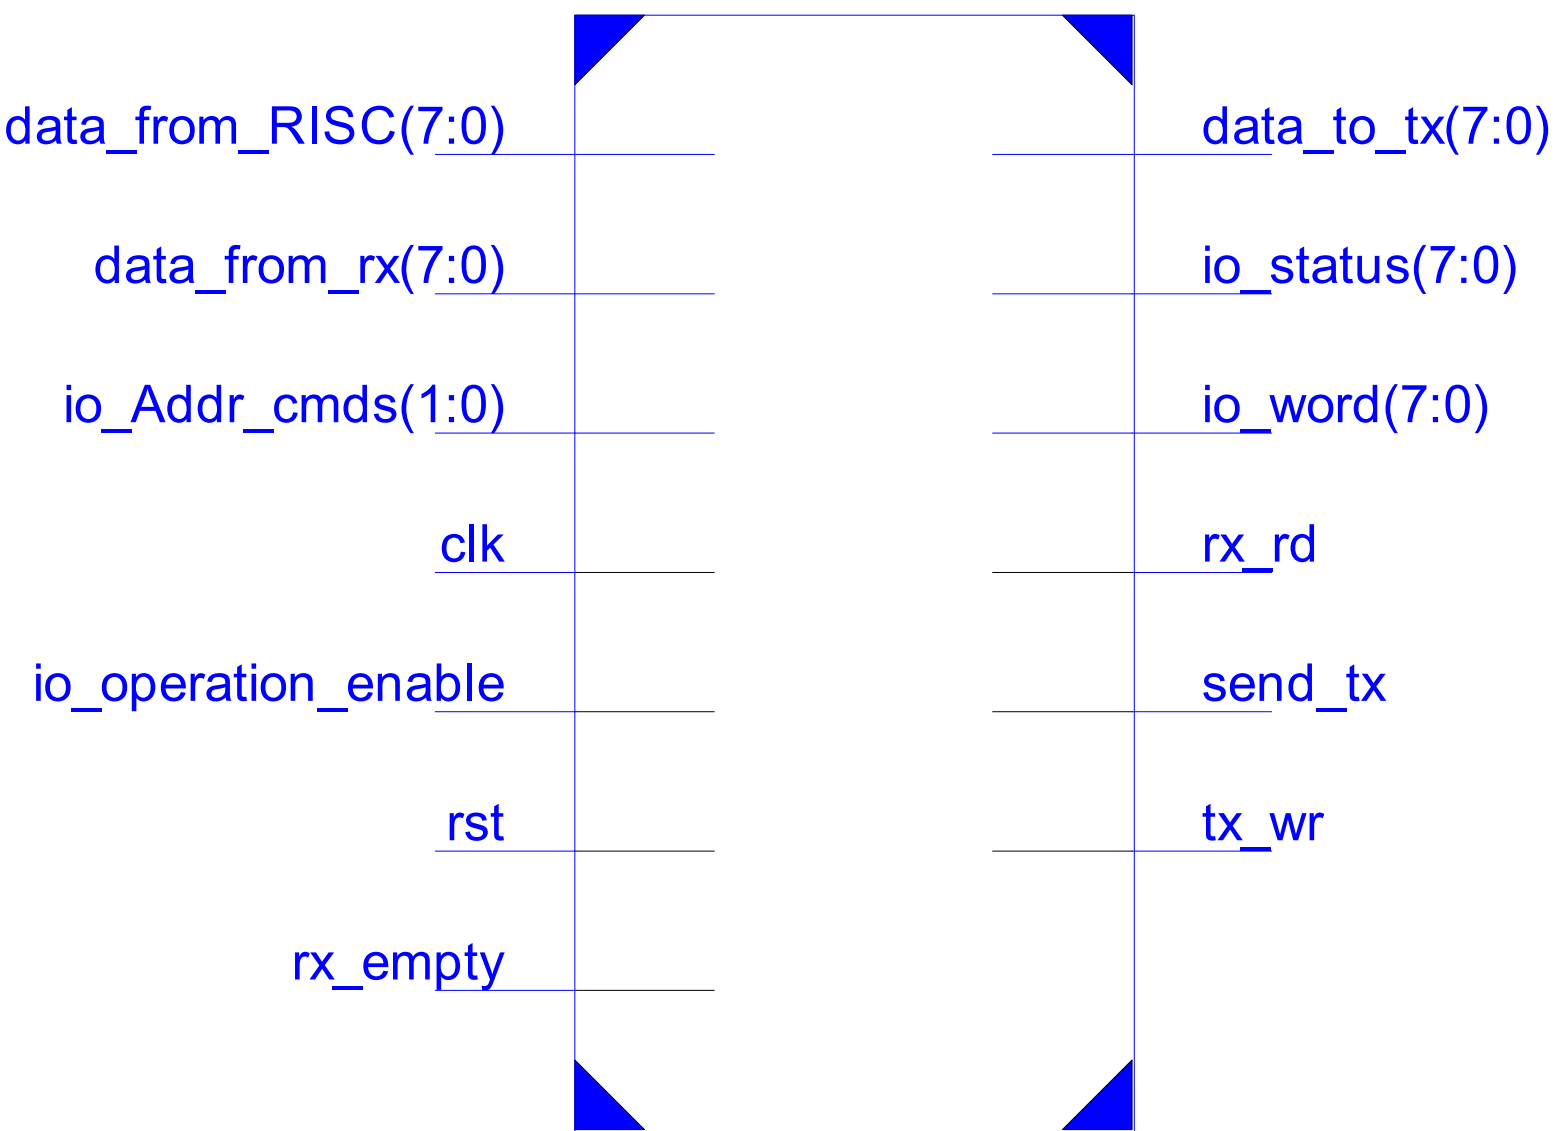 data_from_RISC(7:0)
data_to_tx(7:0)
data_from_rx(7:0)
io_status(7:0)
io_Addr_cmds(1:0)
io_word(7:0)
clk
rx_rd
io_operation_enable
send_tx
rst
tx_wr
rx_empty